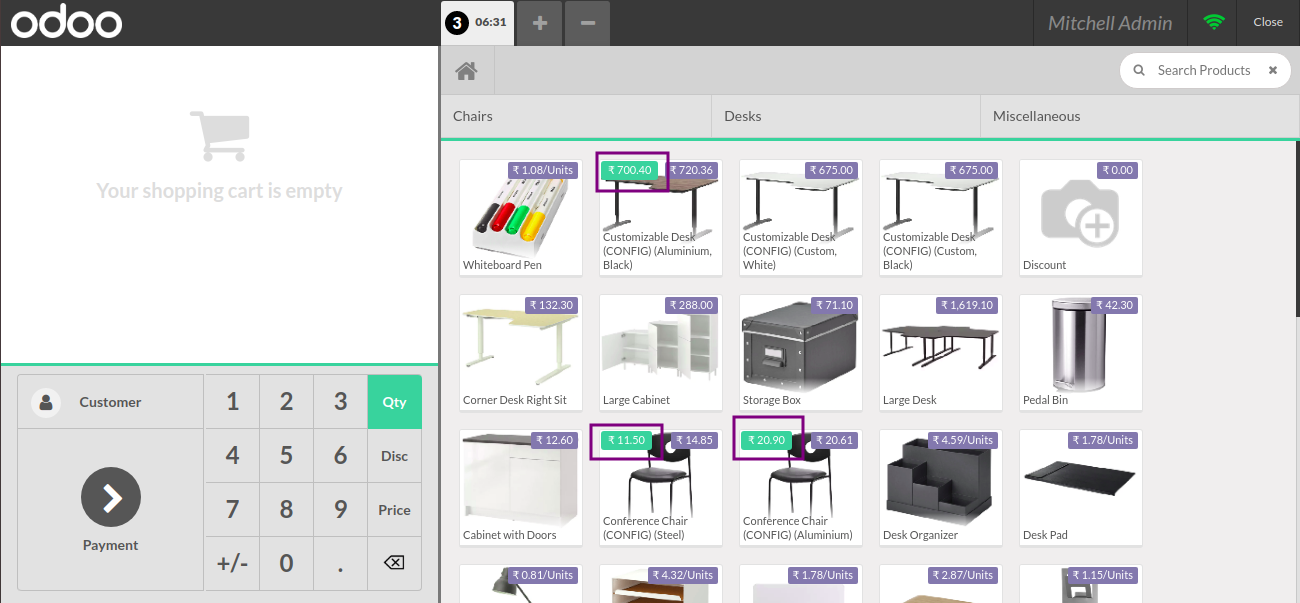 odoo
3 06:31 + −
Mitchell Admin
Close
Search Products ×
Chairs
Desks
Miscellaneous
Your shopping cart is empty
₹ 1.08/Units
Whiteboard Pen
₹ 700.40
₹ 720.36
Customizable Desk
(CONFIG) (Aluminium,
Black)
₹ 675.00
Customizable Desk
(CONFIG) (Custom,
White)
₹ 675.00
Customizable Desk
(CONFIG) (Custom,
Black)
₹ 0.00
Discount
₹ 132.30
Corner Desk Right Sit
₹ 288.00
Large Cabinet
₹ 71.10
Storage Box
₹ 1,619.10
Large Desk
₹ 42.30
Pedal Bin
₹ 12.60
Cabinet with Doors
₹ 11.50
₹ 14.85
Conference Chair
(CONFIG) (Steel)
₹ 20.90
₹ 20.61
Conference Chair
(CONFIG) (Aluminium)
₹ 4.59/Units
Desk Organizer
₹ 1.78/Units
Desk Pad
₹ 0.81/Units
₹ 4.32/Units
₹ 1.78/Units
₹ 2.87/Units
₹ 1.15/Units
Customer
1 2 3 Qty
4 5 6 Disc
7 8 9 Price
+/- 0 .
Payment